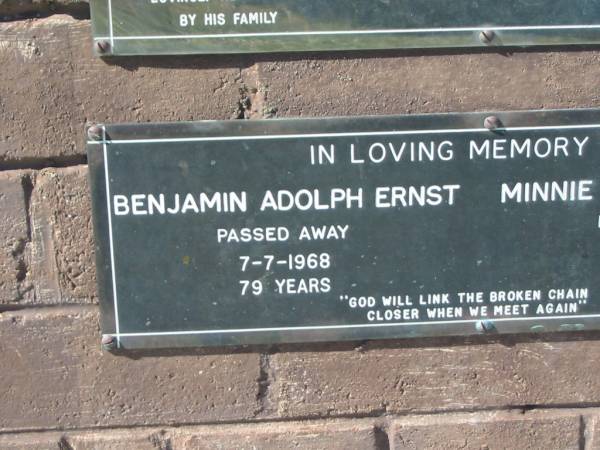 BY HIS FAMILY
IN LOVING MEMORY
BENJAMIN ADOLPH ERNST MINNIE
PASSED AWAY
7-7-1968
79 YEARS
"GOD WILL LINK THE BROKEN CHAIN
CLOSER WHEN WE MEET AGAIN"